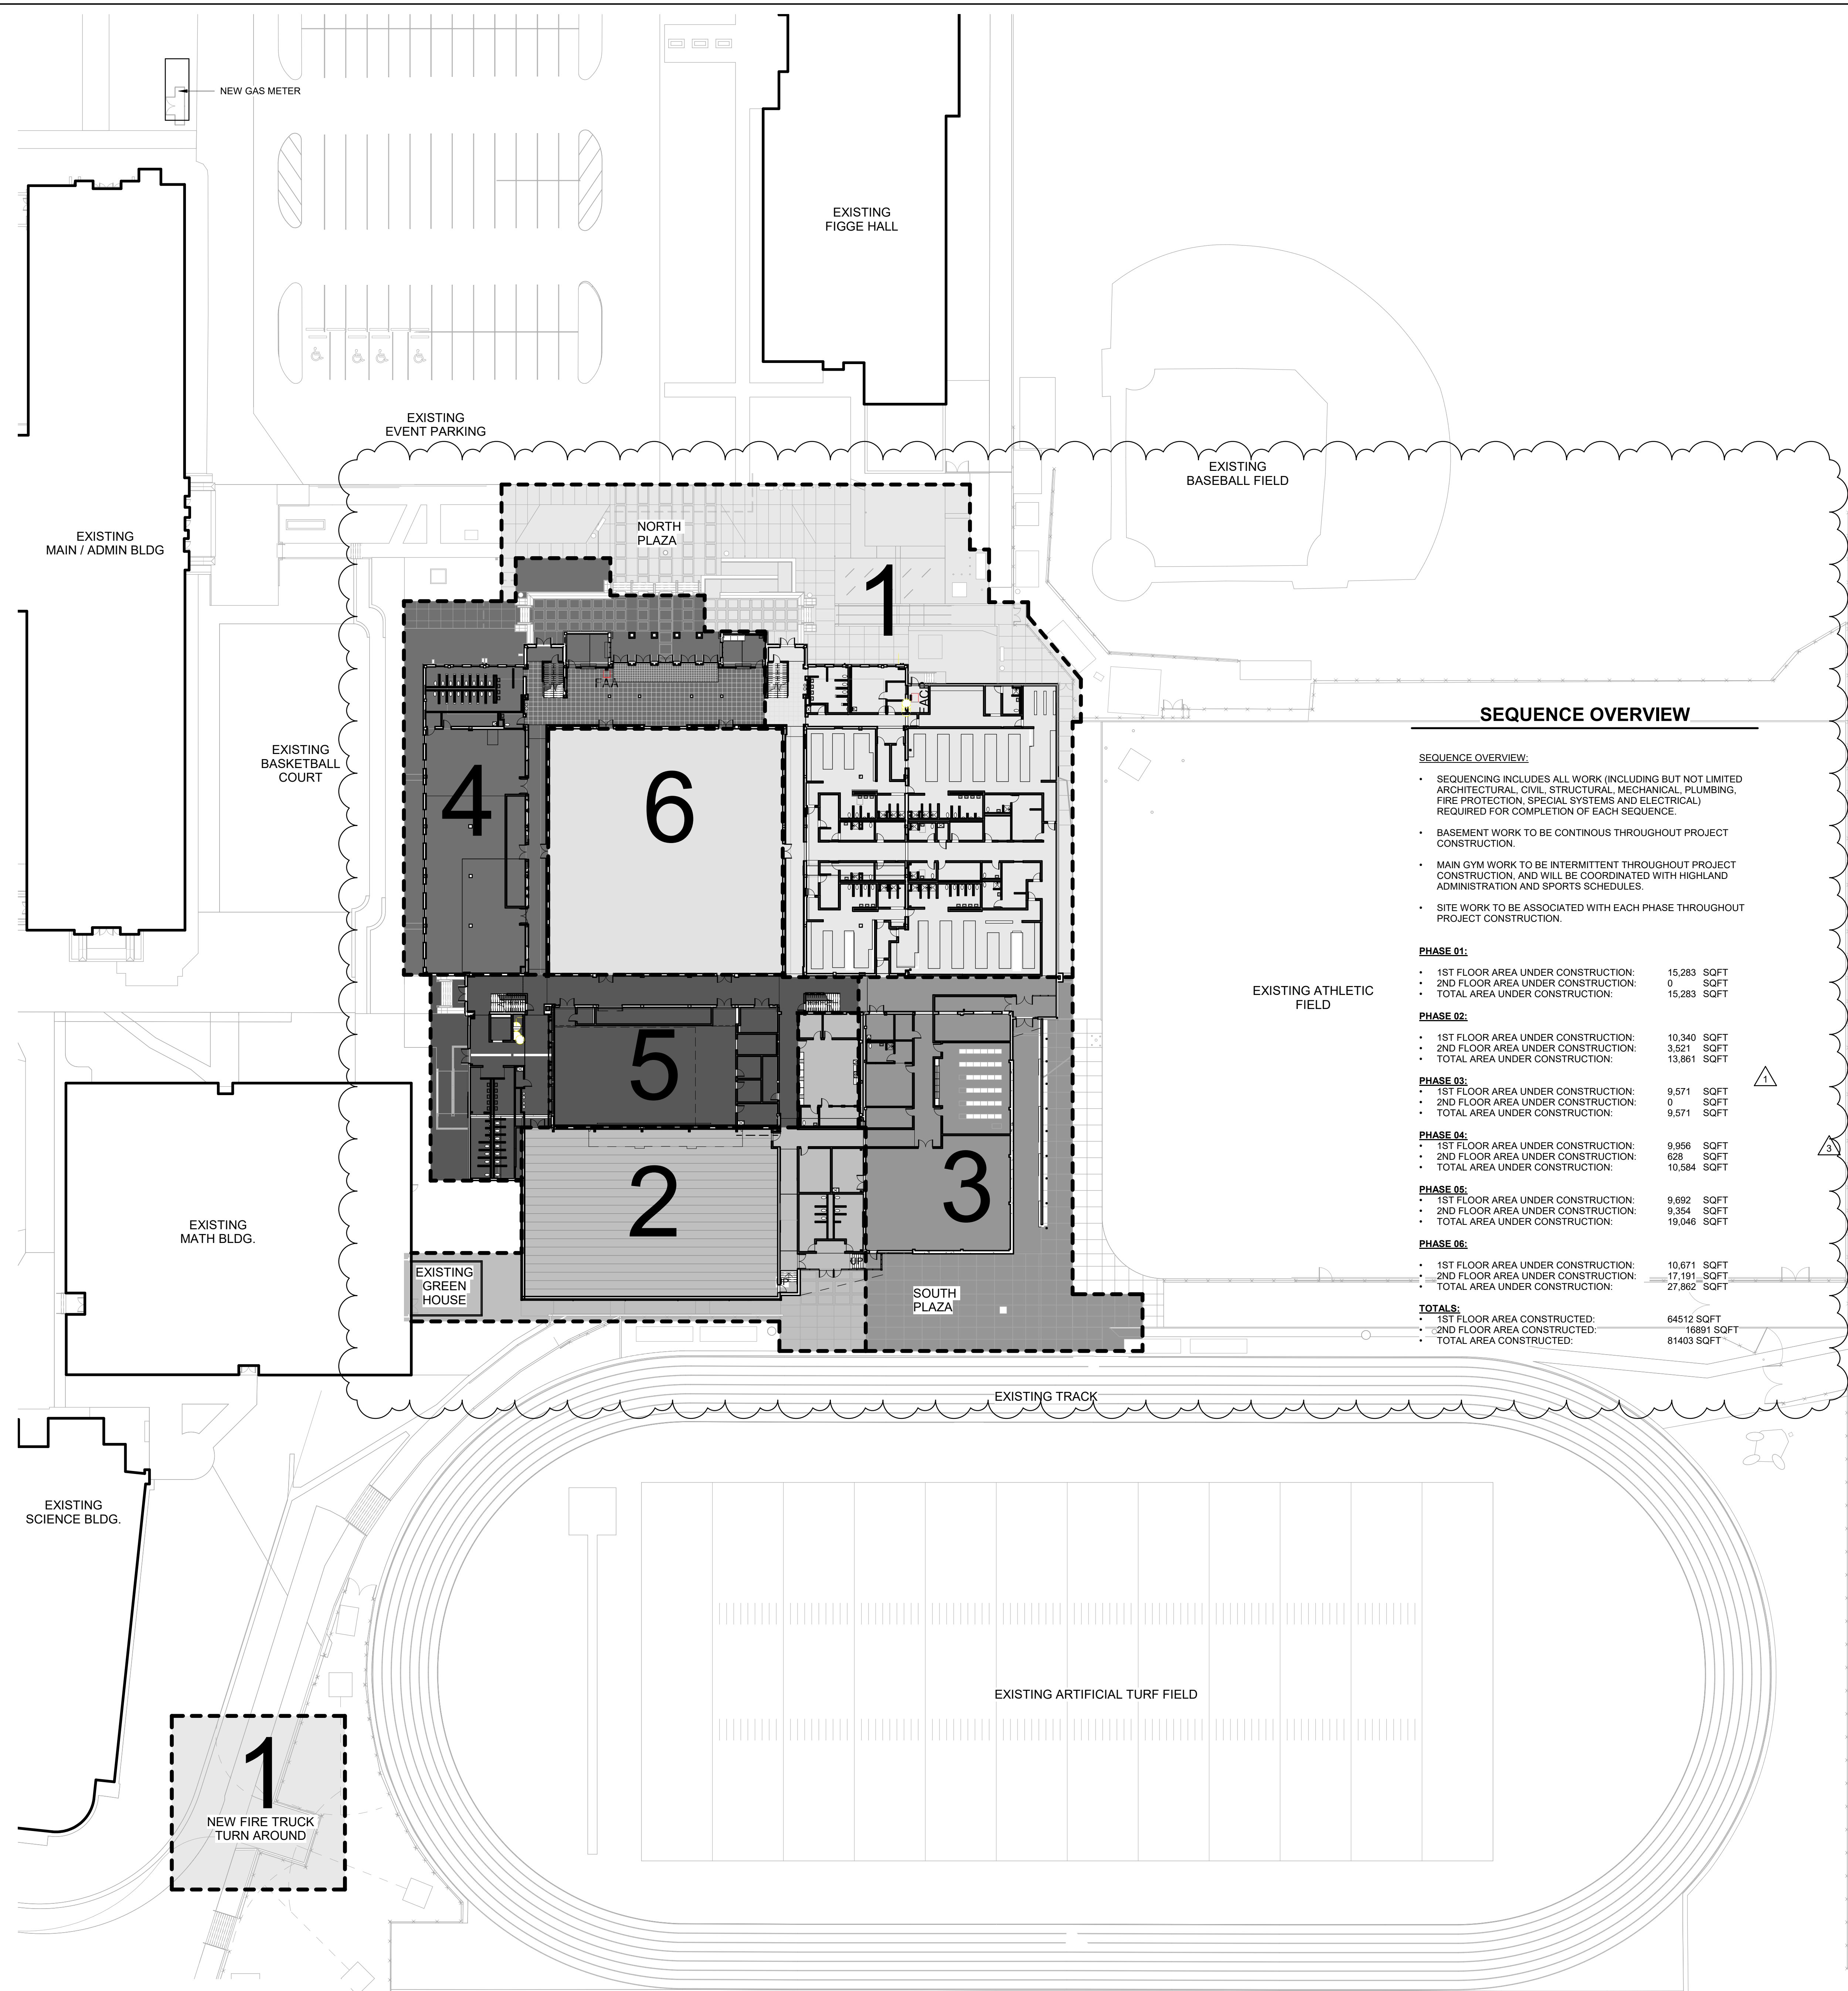 NEW GAS METER
EXISTING
FIGGE HALL
EXISTING
EVENT PARKING
EXISTING
BASEBALL FIELD
EXISTING
MAIN / ADMIN BLDG
NORTH
PLAZA
1
FAA
FACP
EXISTING
BASKETBALL
COURT
4
6
SEQUENCE OVERVIEW
SEQUENCE OVERVIEW:
• SEQUENCING INCLUDES ALL WORK (INCLUDING BUT NOT LIMITED
ARCHITECTURAL, CIVIL, STRUCTURAL, MECHANICAL, PLUMBING,
FIRE PROTECTION, SPECIAL SYSTEMS AND ELECTRICAL)
REQUIRED FOR COMPLETION OF EACH SEQUENCE.
• BASEMENT WORK TO BE CONTINOUS THROUGHOUT PROJECT
CONSTRUCTION.
• MAIN GYM WORK TO BE INTERMITTENT THROUGHOUT PROJECT
CONSTRUCTION, AND WILL BE COORDINATED WITH HIGHLAND
ADMINISTRATION AND SPORTS SCHEDULES.
• SITE WORK TO BE ASSOCIATED WITH EACH PHASE THROUGHOUT
PROJECT CONSTRUCTION.
PHASE 01:
• 1ST FLOOR AREA UNDER CONSTRUCTION: 15,283 SQFT
• 2ND FLOOR AREA UNDER CONSTRUCTION: 0 SQFT
• TOTAL AREA UNDER CONSTRUCTION: 15,283 SQFT
PHASE 02:
• 1ST FLOOR AREA UNDER CONSTRUCTION: 10,340 SQFT
• 2ND FLOOR AREA UNDER CONSTRUCTION: 3,521 SQFT
• TOTAL AREA UNDER CONSTRUCTION: 13,861 SQFT
PHASE 03:
• 1ST FLOOR AREA UNDER CONSTRUCTION: 9,571 SQFT
• 2ND FLOOR AREA UNDER CONSTRUCTION: 0 SQFT
• TOTAL AREA UNDER CONSTRUCTION: 9,571 SQFT
1
PHASE 04:
• 1ST FLOOR AREA UNDER CONSTRUCTION: 9,956 SQFT
• 2ND FLOOR AREA UNDER CONSTRUCTION: 628 SQFT
• TOTAL AREA UNDER CONSTRUCTION: 10,584 SQFT
3
PHASE 05:
• 1ST FLOOR AREA UNDER CONSTRUCTION: 9,692 SQFT
• 2ND FLOOR AREA UNDER CONSTRUCTION: 9,354 SQFT
• TOTAL AREA UNDER CONSTRUCTION: 19,046 SQFT
PHASE 06:
• 1ST FLOOR AREA UNDER CONSTRUCTION: 10,671 SQFT
• 2ND FLOOR AREA UNDER CONSTRUCTION: 17,191 SQFT
• TOTAL AREA UNDER CONSTRUCTION: 27,862 SQFT
TOTALS:
• 1ST FLOOR AREA CONSTRUCTED: 64512 SQFT
• 2ND FLOOR AREA CONSTRUCTED: 16891 SQFT
• TOTAL AREA CONSTRUCTED: 81403 SQFT
EXISTING ATHLETIC
FIELD
5
2
3
EXISTING
MATH BLDG.
EXISTING
GREEN
HOUSE
UP
UP
SOUTH
PLAZA
EXISTING TRACK
EXISTING
SCIENCE BLDG.
EXISTING ARTIFICIAL TURF FIELD
1
NEW FIRE TRUCK
TURN AROUND